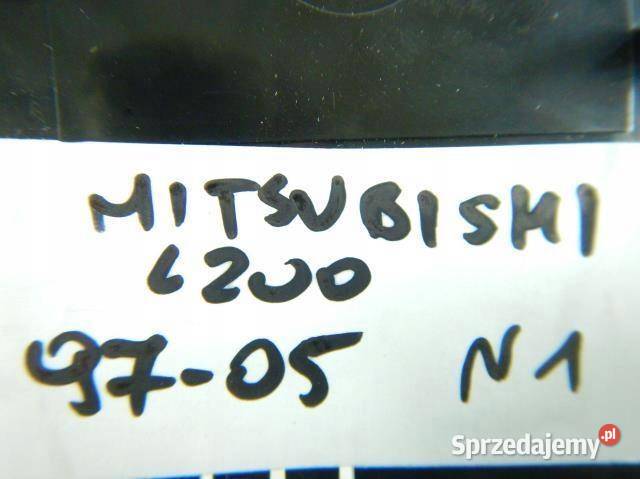 MITSUBISHI
L200
97-05 N1
Sprzedajemy.pl